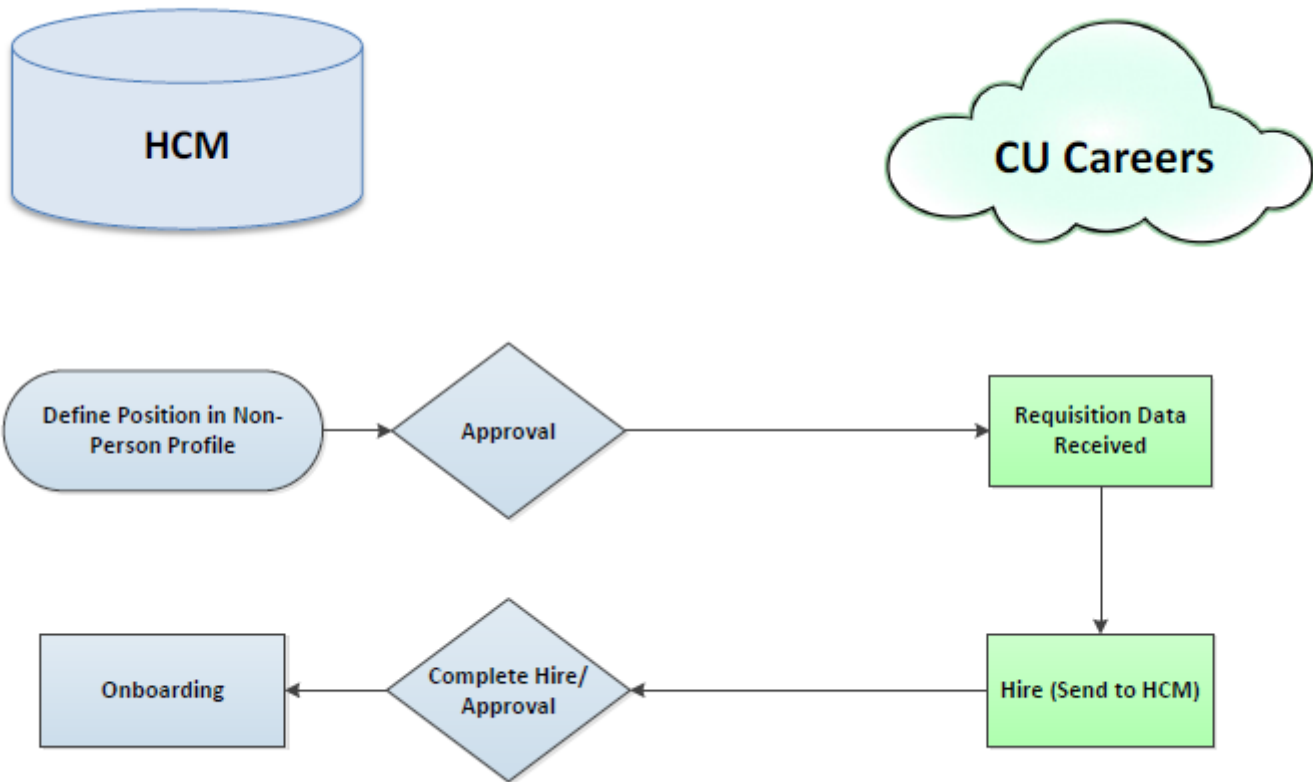 HCM
CU Careers
Define Position in Non-
Person Profile
Approval
Requisition Data
Received
Onboarding
Complete Hire/
Approval
Hire (Send to HCM)